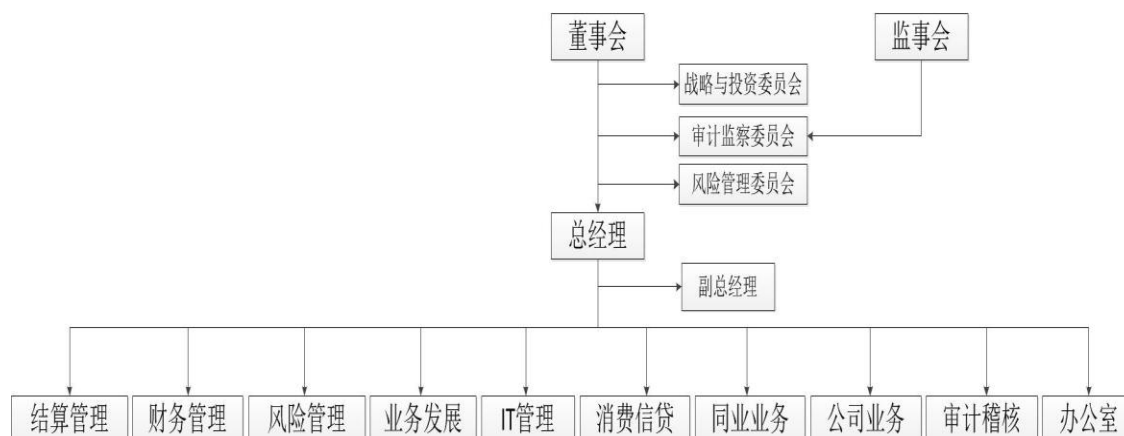 董事会
监事会
战略与投资委员会
审计监察委员会
风险管理委员会
总经理
副总经理
结算管理
财务管理
风险管理
业务发展
IT管理
消费信贷
同业业务
公司业务
审计稽核
办公室